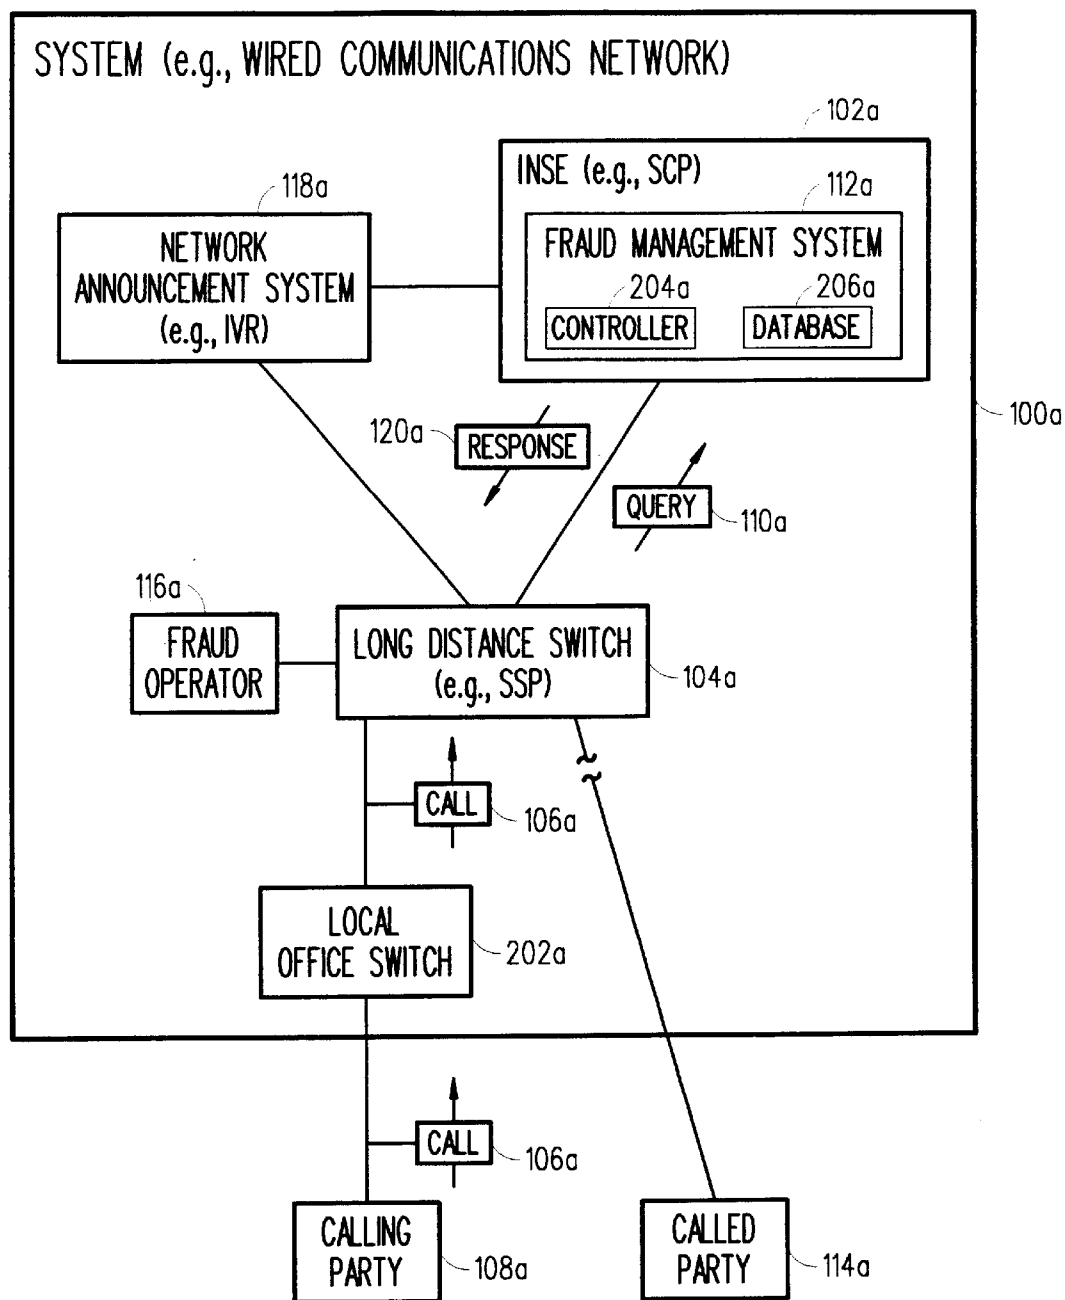 SYSTEM (e.g., WIRED COMMUNICATIONS NETWORK)
102a
INSE (e.g., SCP)
118a
112a
NETWORK
ANNOUNCEMENT SYSTEM
(e.g., IVR)
FRAUD MANAGEMENT SYSTEM
204a
206a
CONTROLLER
DATABASE
100a
120a
RESPONSE
QUERY
110a
116a
FRAUD
OPERATOR
LONG DISTANCE SWITCH
(e.g., SSP)
104a
CALL
106a
LOCAL
OFFICE SWITCH
202a
CALL
106a
CALLING
PARTY
108a
CALLED
PARTY
114a